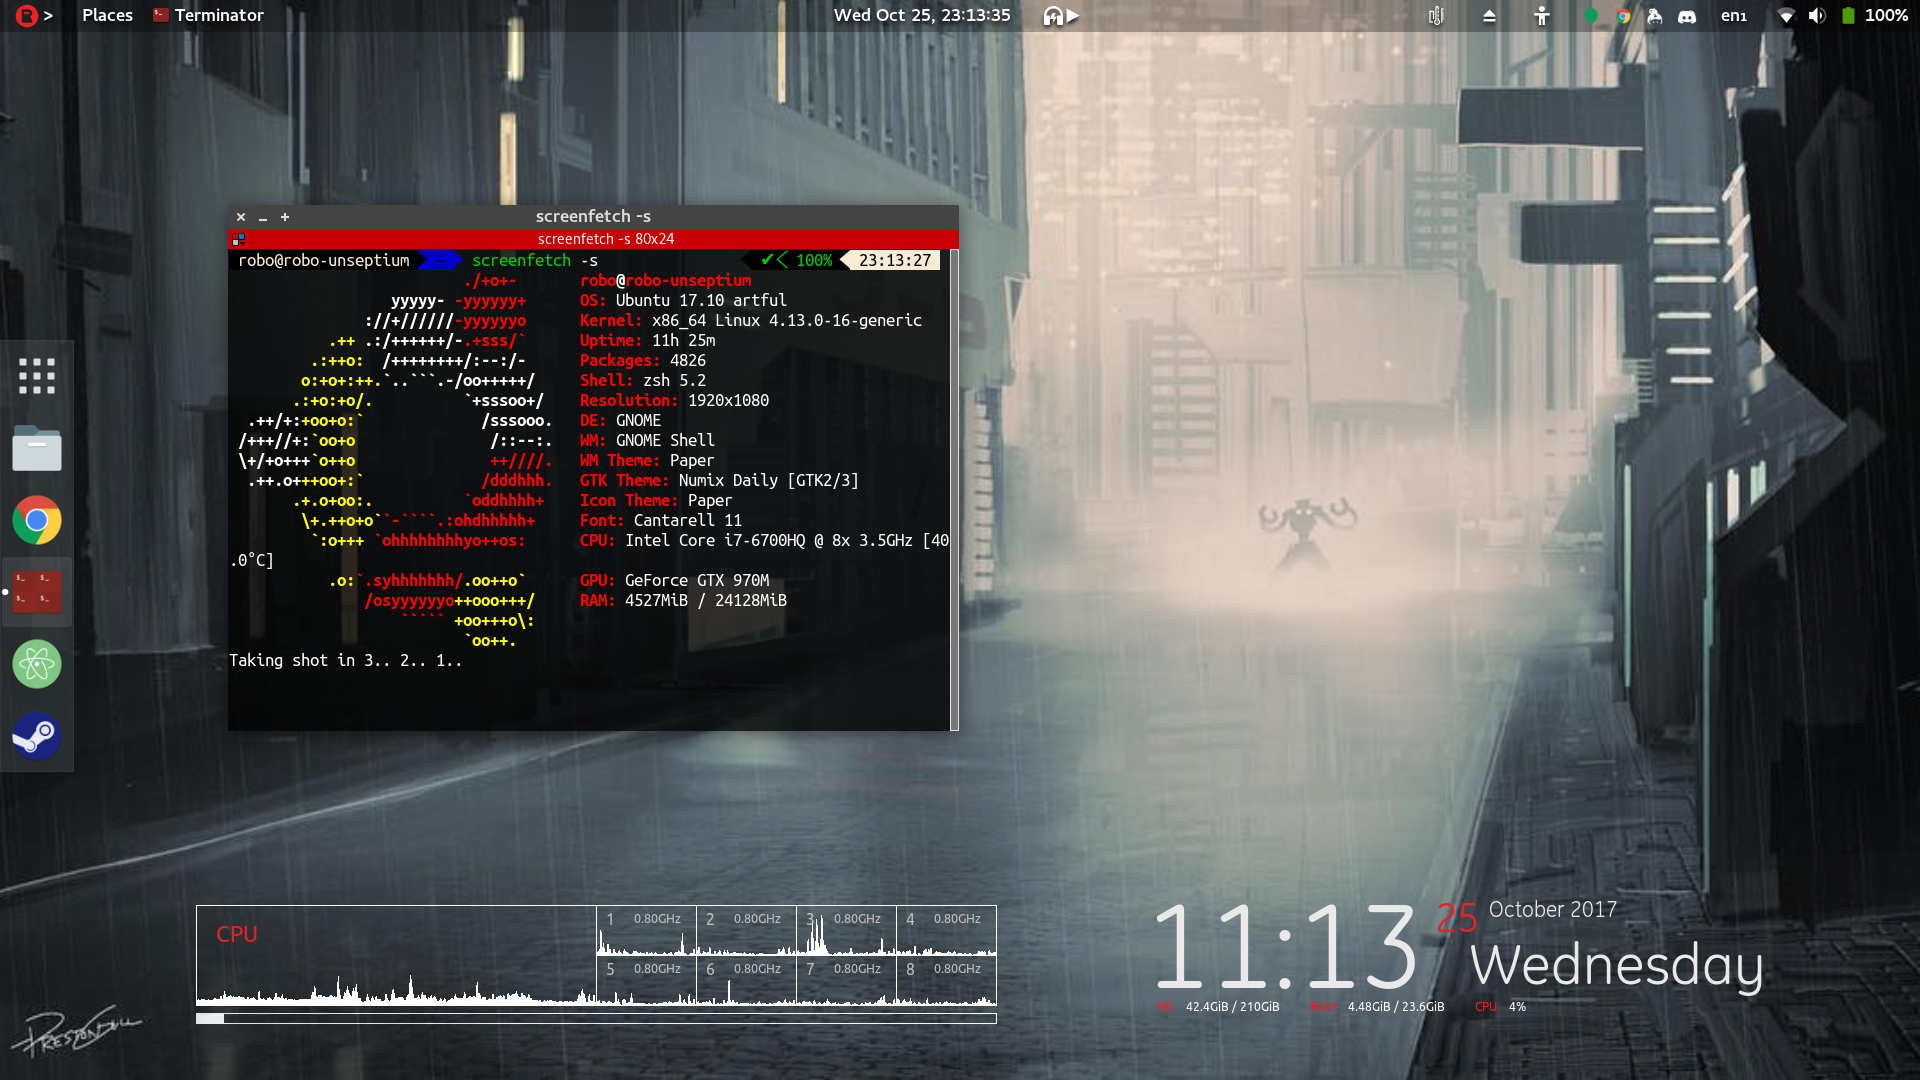 Places Terminator Wed Oct 25, 23:13:35 en₁ 100%
screenfetch -s
screenfetch -s 80x24
robo@robo-unseptium ~ screenfetch -s ✔ 100% 23:13:27
./+o+- robo@robo-unseptium
yyyyy- -yyyyyy+ OS: Ubuntu 17.10 artful
://+//////-yyyyyyo Kernel: x86_64 Linux 4.13.0-16-generic
.++ .:/++++++/-.+sss/` Uptime: 11h 25m
.:++o: /++++++++/:--:/- Packages: 4826
o:+o+:++.`..```.-/oo+++++/ Shell: zsh 5.2
.:+o:+o/. `+sssoo+/ Resolution: 1920x1080
.++/+:+oo+o:` /sssooo. DE: GNOME
/+++//+:`oo+o /::--:. WM: GNOME Shell
\+/+o+++`o++o ++////. WM Theme: Paper
.++.o+++oo+:` /dddhhh. GTK Theme: Numix Daily [GTK2/3]
.+.o+oo:. `oddhhhh+ Icon Theme: Paper
\+.++o+o``-````.:ohdhhhhh+ Font: Cantarell 11
`:o+++ `ohhhhhhhhyo++os: CPU: Intel Core i7-6700HQ @ 8x 3.5GHz [40
.0°C]
.o:`.syhhhhhhh/.oo++o` GPU: GeForce GTX 970M
/osyyyyyyo++ooo+++/ RAM: 4527MiB / 24128MiB
````` +oo+++o\:
`oo++.
Taking shot in 3.. 2.. 1..
CPU
1 0.80GHz 2 0.80GHz 3 0.80GHz 4 0.80GHz
5 0.80GHz 6 0.80GHz 7 0.80GHz 8 0.80GHz
11:13 25 October 2017
Wednesday
HD 42.4GiB / 210GiB RAM 4.48GiB / 23.6GiB CPU 4%